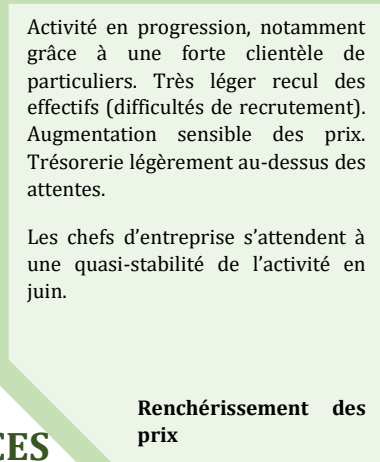 Activité en progression, notamment
grâce à une forte clientèle de
particuliers. Très léger recul des
effectifs (difficultés de recrutement).
Augmentation sensible des prix.
Trésorerie légèrement au-dessus des
attentes.
Les chefs d’entreprise s’attendent à
une quasi-stabilité de l’activité en
juin.
Renchérissement des
prix
CES